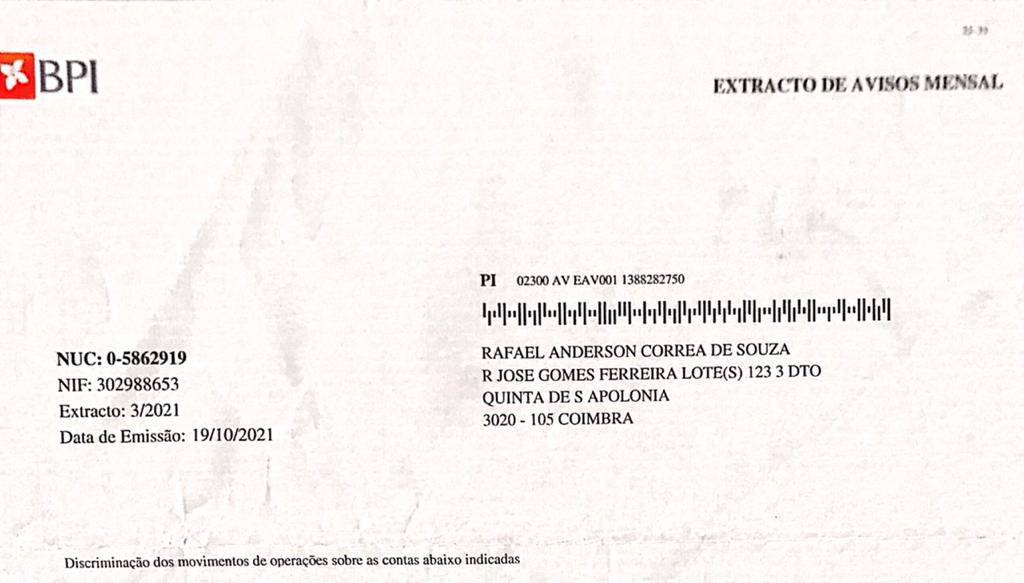 BPI
EXTRACTO DE AVISOS MENSAL
PI 02300 AV EAV001 1388282750
RAFAEL ANDERSON CORREA DE SOUZA
R JOSE GOMES FERREIRA LOTE(S) 123 3 DTO
QUINTA DE S APOLONIA
3020 - 105 COIMBRA
NUC: 0-5862919
NIF: 302988653
Extracto: 3/2021
Data de Emissão: 19/10/2021
Discriminação dos movimentos de operações sobre as contas abaixo indicadas